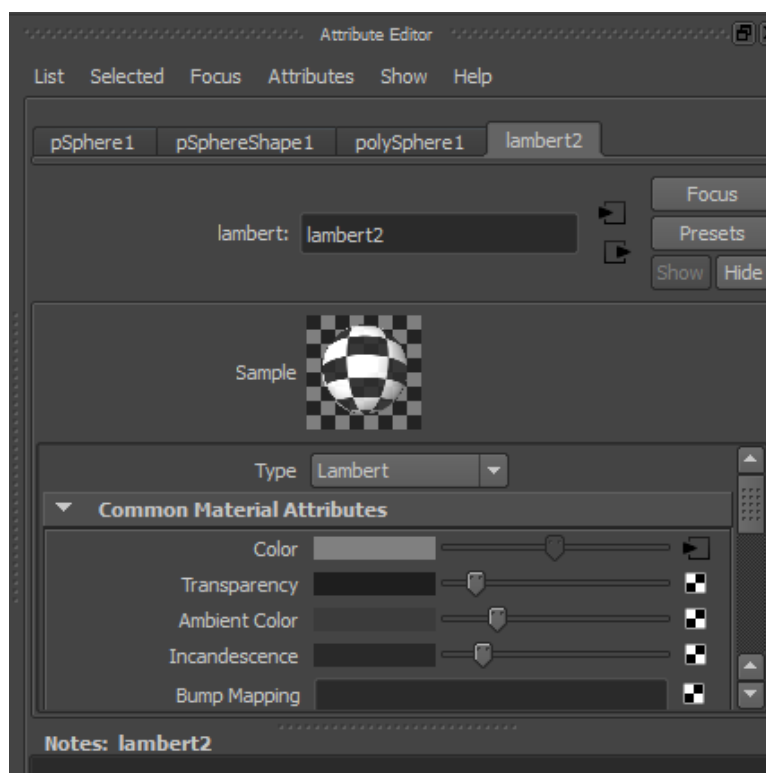 Attribute Editor
List Selected Focus Attributes Show Help
pSphere1 pSphereShape1 polySphere1 lambert2
Focus
lambert: lambert2
Presets
Show Hide
Sample
Type Lambert
Common Material Attributes
Color
Transparency
Ambient Color
Incandescence
Bump Mapping
Notes: lambert2